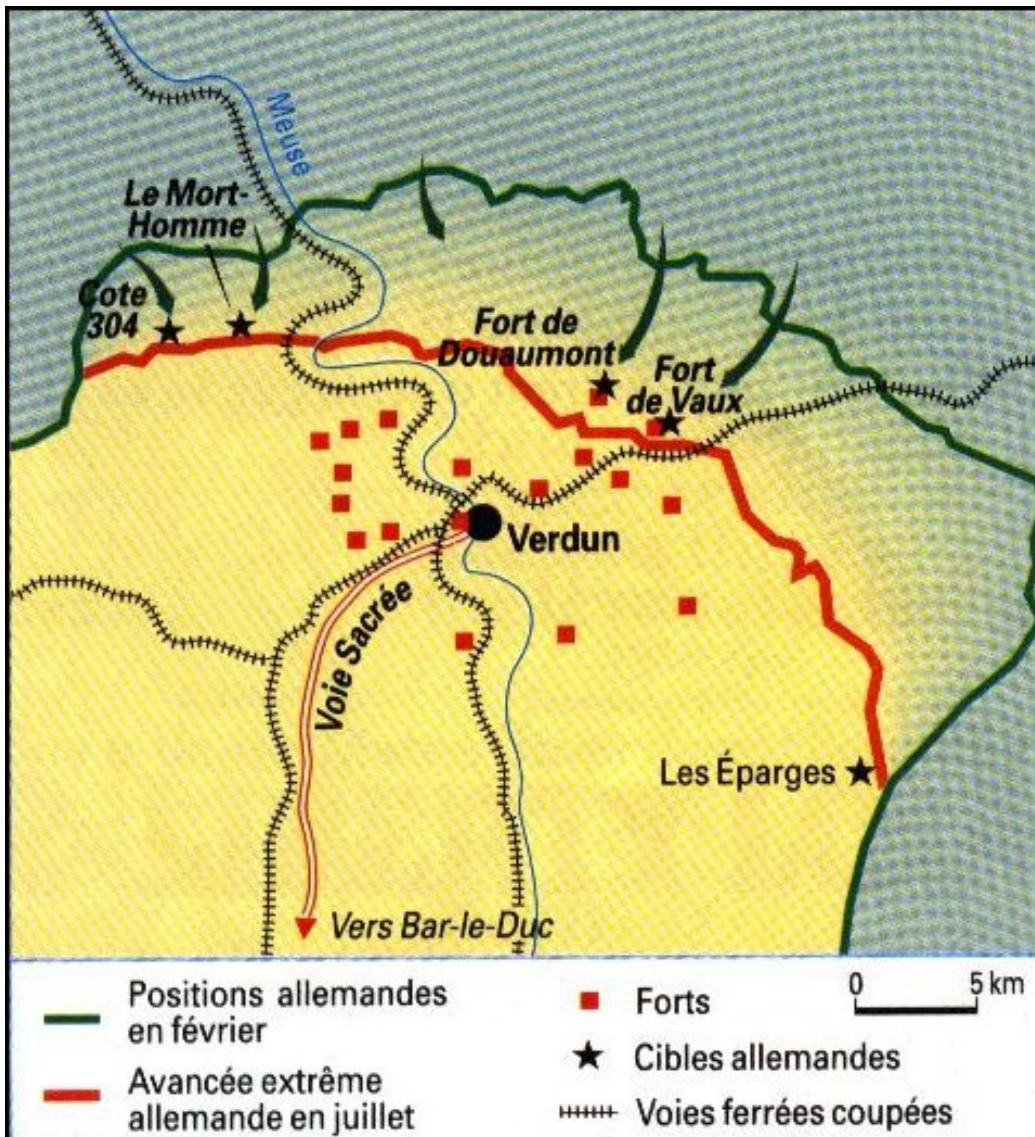 Meuse
Le Mort-
Homme
Cote
304
Fort de
Douaumont
Fort
de Vaux
Verdun
Voie Sacrée
Les Éparges
Vers Bar-le-Duc
Positions allemandes
en février
Avancée extrême
allemande en juillet
Forts
0 5 km
Cibles allemandes
Voies ferrées coupées